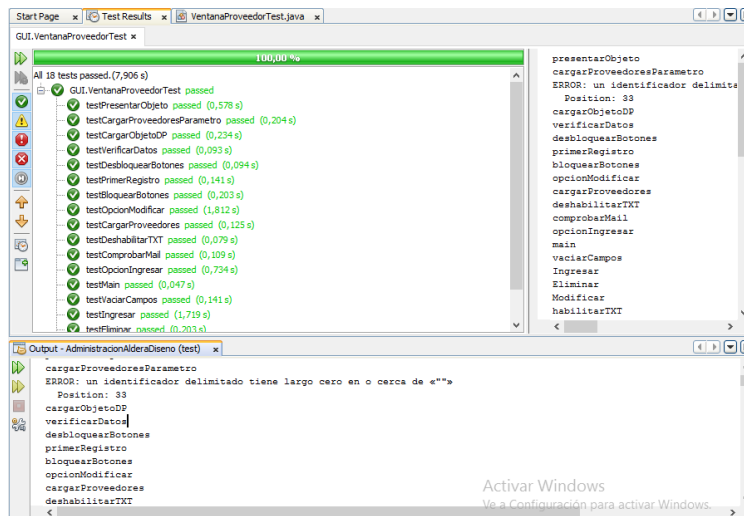 Start Page x Test Results x VentanaProveedorTest.java x
GUI.VentanaProveedorTest x
100,00 %
All 18 tests passed.(7,906 s)
GUI.VentanaProveedorTest passed
testPresentarObjeto passed (0,578 s)
testCargarProveedoresParametro passed (0,204 s)
testCargarObjetoDP passed (0,234 s)
testVerificarDatos passed (0,093 s)
testDesbloquearBotones passed (0,094 s)
testPrimerRegistro passed (0,141 s)
testBloquearBotones passed (0,203 s)
testOpcionModificar passed (1,812 s)
testCargarProveedores passed (0,125 s)
testDeshabilitarTXT passed (0,079 s)
testComprobarMail passed (0,109 s)
testOpcionIngresar passed (0,734 s)
testMain passed (0,047 s)
testVaciarCampos passed (0,141 s)
testIngresar passed (1,719 s)
testEliminar passed (0,203 s)
presentarObjeto
cargarProveedoresParametro
ERROR: un identificador delimita
Position: 33
cargarObjetoDP
verificarDatos
desbloquearBotones
primerRegistro
bloquearBotones
opcionModificar
cargarProveedores
deshabilitarTXT
comprobarMail
opcionIngresar
main
vaciarCampos
Ingresar
Eliminar
Modificar
habilitarTXT
Output - AdministracionAlderaDiseno (test) x
cargarProveedoresParametro
ERROR: un identificador delimitado tiene largo cero en o cerca de «""»
Position: 33
cargarObjetoDP
verificarDatos
desbloquearBotones
primerRegistro
bloquearBotones
opcionModificar
cargarProveedores
deshabilitarTXT
Activar Windows
Ve a Configuración para activar Windows.